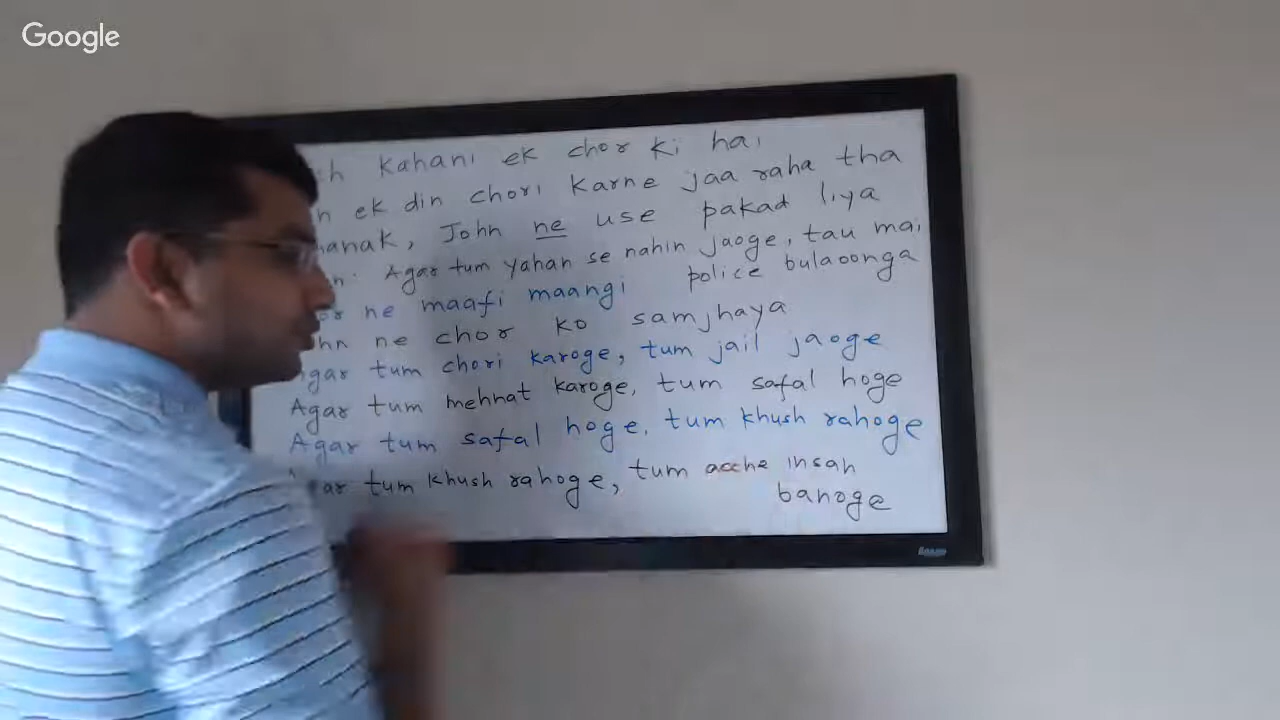 Google
kahani ek chor ki hai
ek din chori karne jaa raha tha
John ne use pakad liya
Agar tum yahan se nahin jaoge, tau mai
police bulaoonga
ne maafi maangi
ne chor ko samjhaya
tum chori karoge, tum jail jaoge
Agar tum mehnat karoge, tum safal hoge
Agar tum safal hoge, tum khush rahoge
tum khush rahoge, tum acche insan
banoge